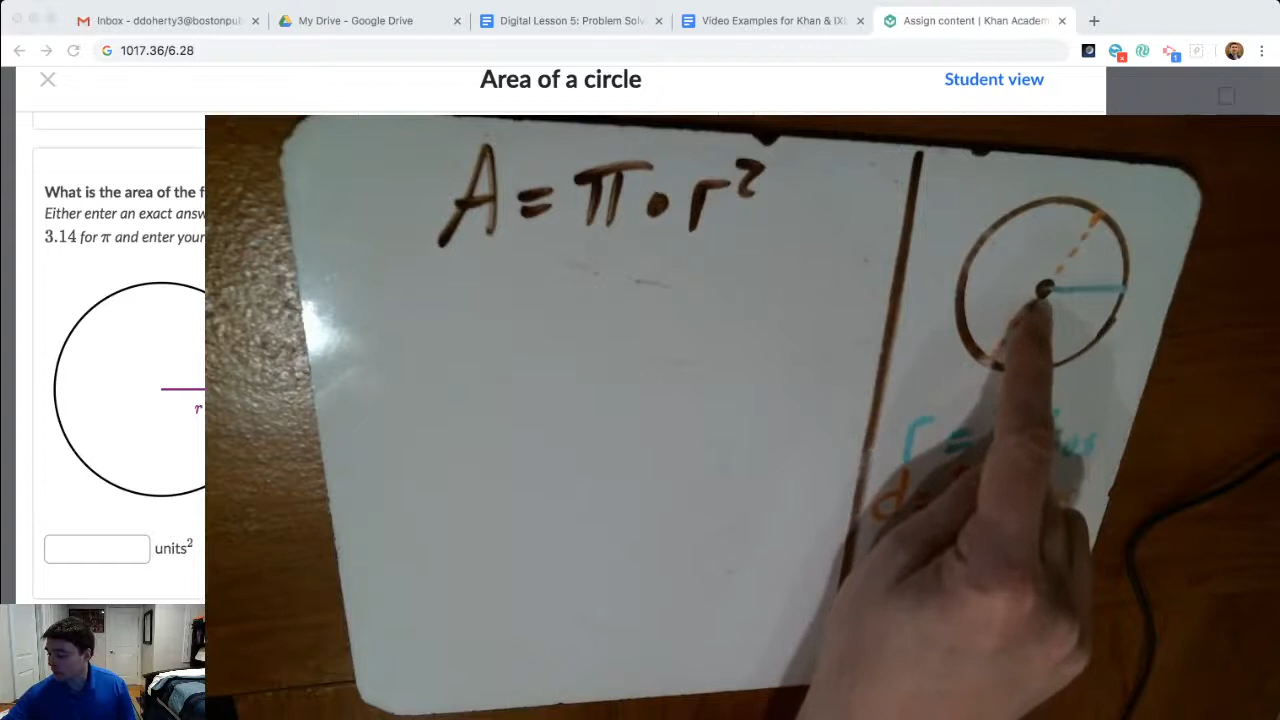 Inbox - ddoherty3@bostonpub
My Drive - Google Drive
Digital Lesson 5: Problem Solv
Video Examples for Khan & IXL
Assign content | Khan Academ
1017.36/6.28
Area of a circle
Student view
What is the area of the f
Either enter an exact answ
3.14 for π and enter your
r
units²
A = π • r²
r =
d